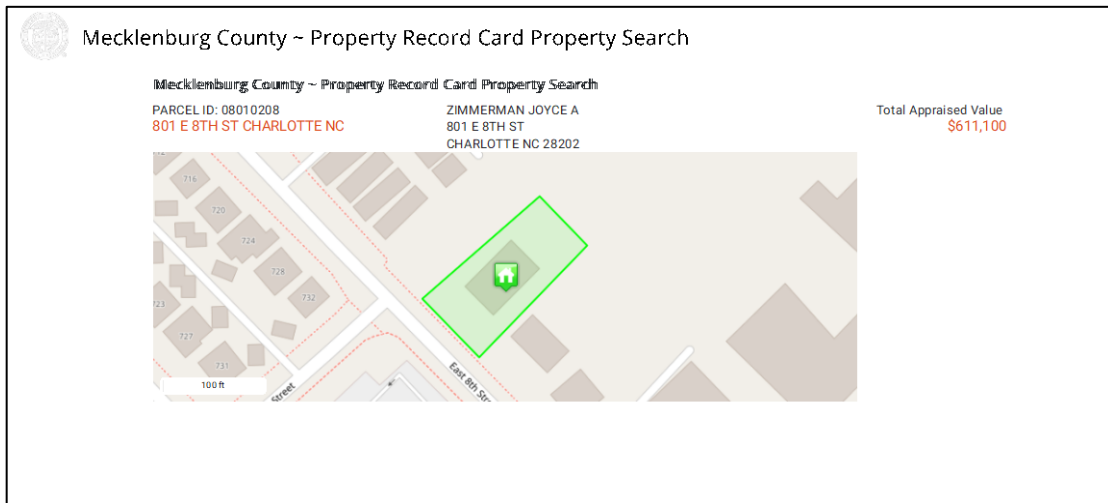 Mecklenburg County ~ Property Record Card Property Search
Mecklenburg County ~ Property Record Card Property Search
PARCEL ID: 08010208
801 E 8TH ST CHARLOTTE NC
ZIMMERMAN JOYCE A
801 E 8TH ST
CHARLOTTE NC 28202
Total Appraised Value
$611,100
716
720
724
728
732
723
727
731
100 ft
Street
East 8th Stre